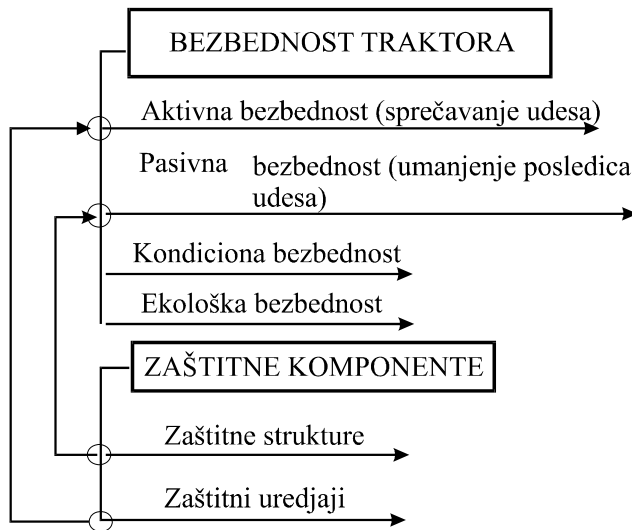 BEZBEDNOST TRAKTORA
Aktivna bezbednost (sprečavanje udesa)
Pasivna bezbednost (umanjenje posledica
udesa)
Kondiciona bezbednost
Ekološka bezbednost
ZAŠTITNE KOMPONENTE
Zaštitne strukture
Zaštitni uredjaji